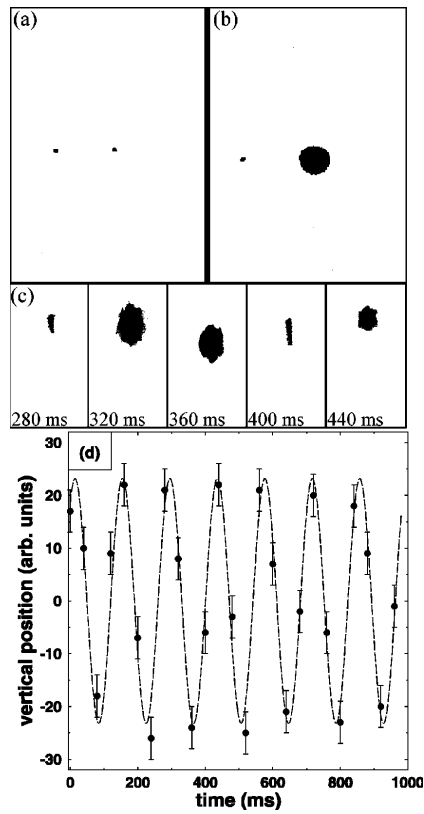 (a)
(b)
(c)
280 ms
320 ms
360 ms
400 ms
440 ms
(d)
30
20
10
0
-10
-20
-30
vertical position (arb. units)
0
200
400
600
800
1000
time (ms)